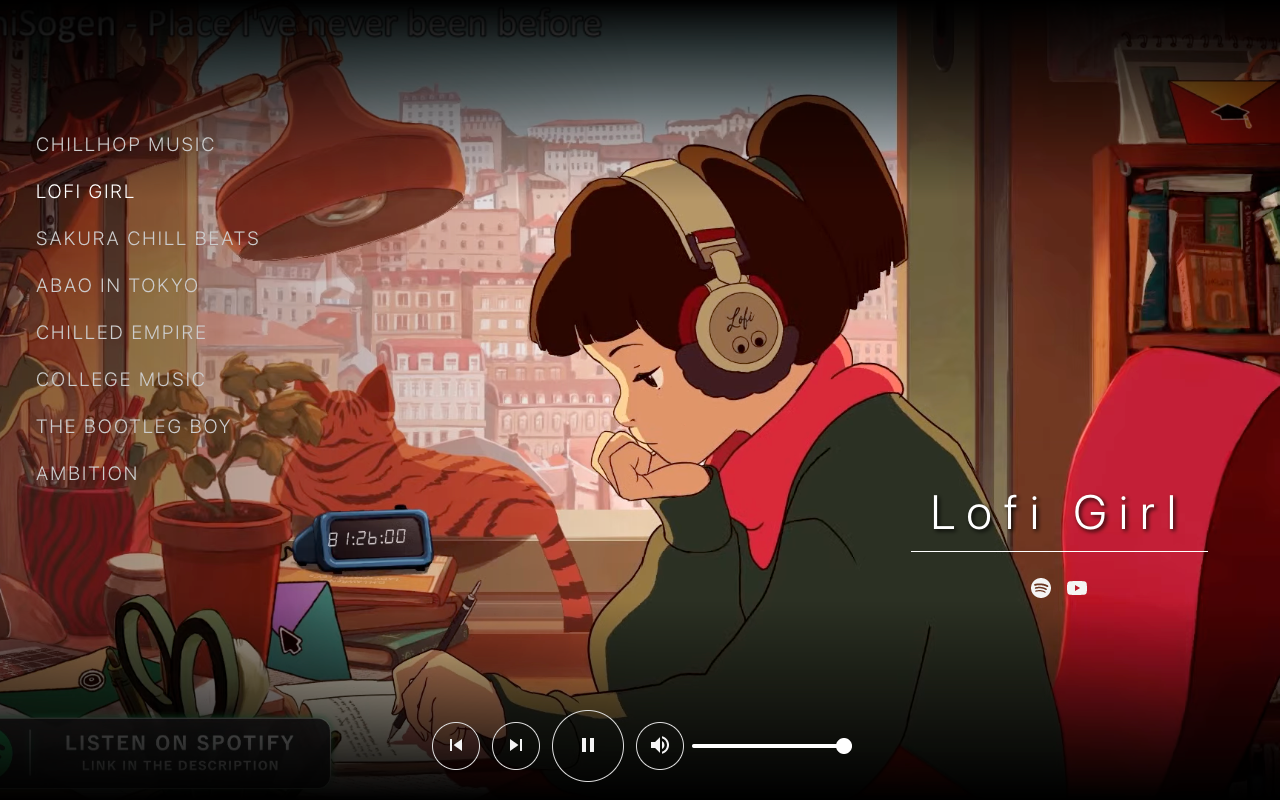 niSogen - Place I've never been before
CHILLHOP MUSIC
LOFI GIRL
SAKURA CHILL BEATS
ABAO IN TOKYO
CHILLED EMPIRE
COLLEGE MUSIC
THE BOOTLEG BOY
AMBITION
Lofi
1:26:00
Lofi Girl
LISTEN ON SPOTIFY
LINK IN THE DESCRIPTION